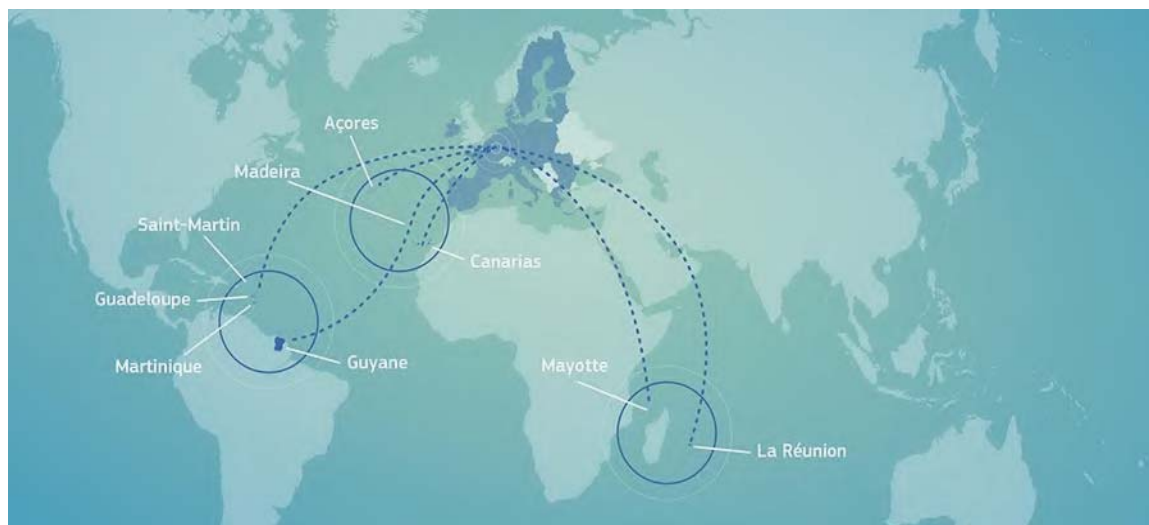 Açores
Madeira
Saint-Martin
Canarias
Guadeloupe
Martinique
Guyane
Mayotte
La Réunion